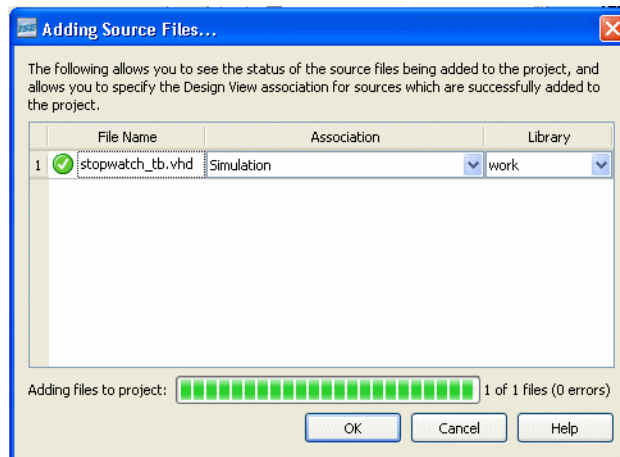 ISE Adding Source Files...
The following allows you to see the status of the source files being added to the project, and
allows you to specify the Design View association for sources which are successfully added to
the project.
File Name Association Library
1 stopwatch_tb.vhd Simulation work
Adding files to project: 1 of 1 files (0 errors)
OK Cancel Help